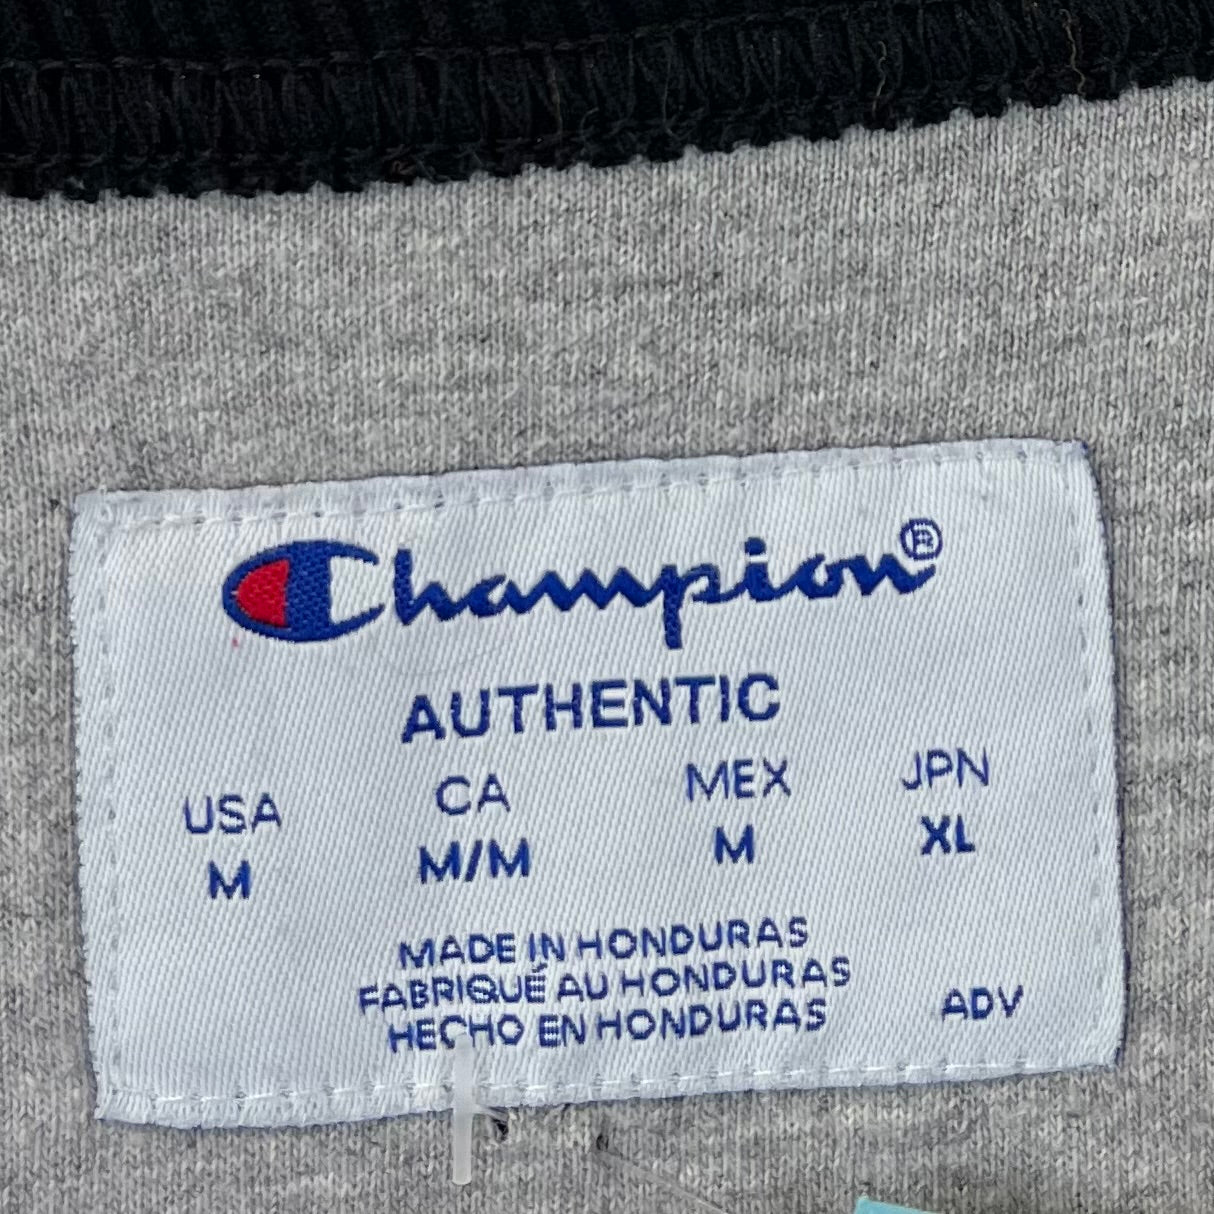 Champion®
AUTHENTIC
USA CA MEX JPN
M M/M M XL
MADE IN HONDURAS
FABRIQUÉ AU HONDURAS
HECHO EN HONDURAS
ADV